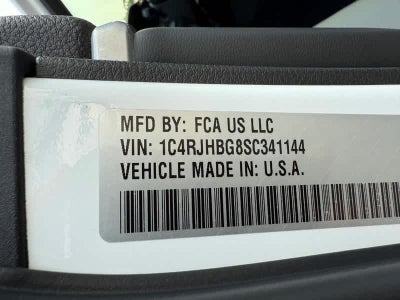 MFD BY: FCA US LLC
VIN: 1C4RJHBG8SC341144
VEHICLE MADE IN: U.S.A.